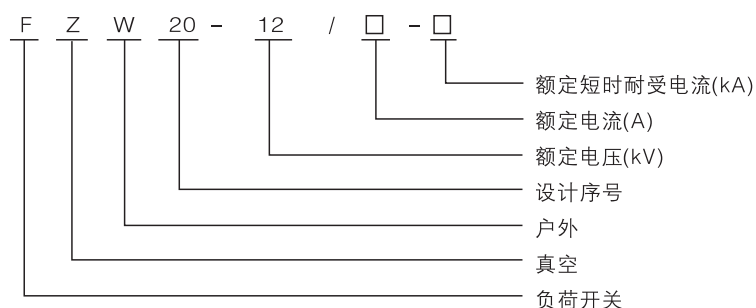 F Z W 20 - 12 / □ - □
额定短时耐受电流(kA)
额定电流(A)
额定电压(kV)
设计序号
户外
真空
负荷开关